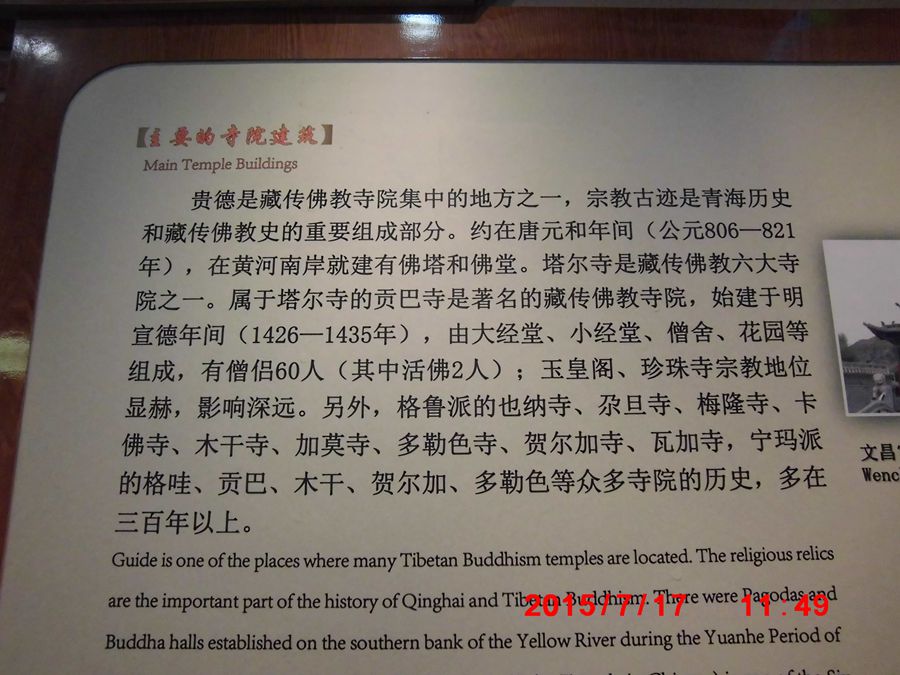 【主要的寺院建筑】
Main Temple Buildings
贵德是藏传佛教寺院集中的地方之一，宗教古迹是青海历史
和藏传佛教史的重要组成部分。约在唐元和年间（公元806—821
年），在黄河南岸就建有佛塔和佛堂。塔尔寺是藏传佛教六大寺
院之一。属于塔尔寺的贡巴寺是著名的藏传佛教寺院，始建于明
宣德年间（1426—1435年），由大经堂、小经堂、僧舍、花园等
组成，有僧侣60人（其中活佛2人）；玉皇阁、珍珠寺宗教地位
显赫，影响深远。另外，格鲁派的也纳寺、尕旦寺、梅隆寺、卡
佛寺、木干寺、加莫寺、多勒色寺、贺尔加寺、瓦加寺，宁玛派
的格哇、贡巴、木干、贺尔加、多勒色等众多寺院的历史，多在
三百年以上。
文昌
Wenc
Guide is one of the places where many Tibetan Buddhism temples are located. The religious relics
are the important part of the history of Qinghai and Tibetan Buddhism. There were Pagodas and
Buddha halls established on the southern bank of the Yellow River during the Yuanhe Period of
2015/7/17 11:49